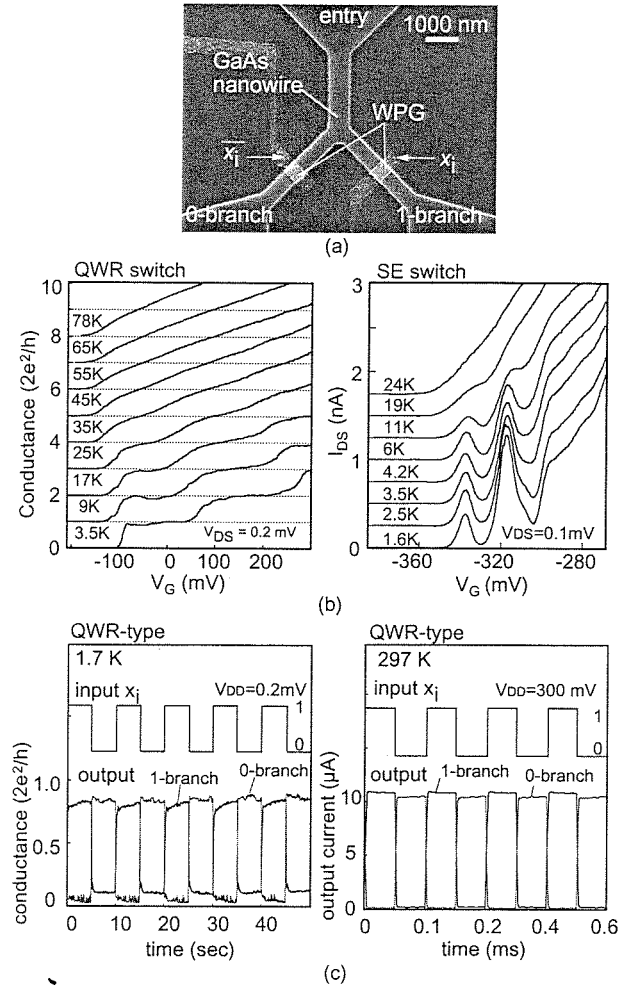 entry
1000 nm
GaAs
nanowire
WPG
xi
xi
0-branch
1-branch
(a)
QWR switch
Conductance (2e²/h)
10
8
6
4
2
0
78K
65K
55K
45K
35K
25K
17K
9K
3.5K
VDS = 0.2 mV
-100
0
100
200
VG (mV)
SE switch
IDS (nA)
3
2
1
0
24K
19K
11K
6K
4.2K
3.5K
2.5K
1.6K
VDS=0.1mV
-360
-320
-280
VG (mV)
(b)
QWR-type
1.7 K
input xi
VDD=0.2mV
1
0
output
1-branch
0-branch
conductance (2e²/h)
1.0
0.5
0
0
10
20
30
40
time (sec)
QWR-type
297 K
input xi
VDD=300 mV
1
0
output
1-branch
0-branch
output current (μA)
10
5
0
0
0.1
0.2
0.4
0.6
time (ms)
(c)